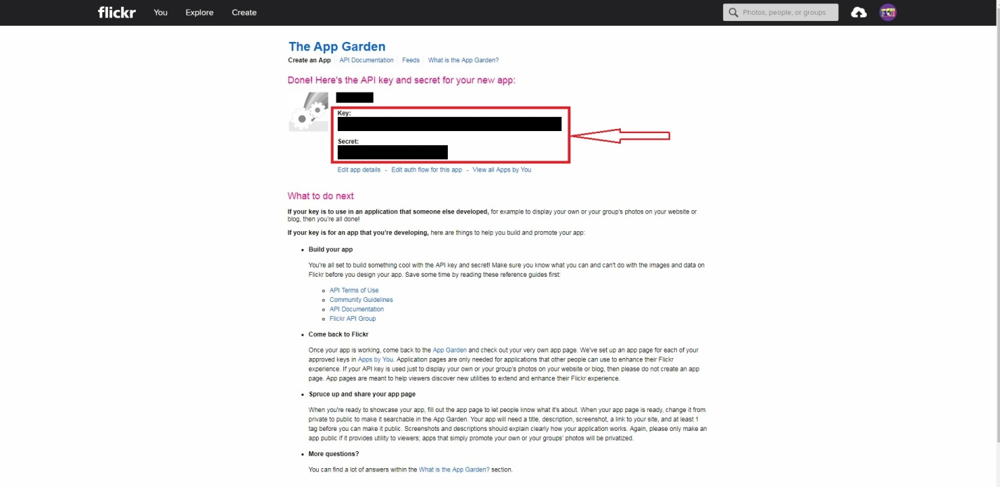 flickr You Explore Create Photos, people, or groups
The App Garden
Create an App API Documentation Feeds What is the App Garden?
Done! Here's the API key and secret for your new app:
Key:
Secret:
Edit app details - Edit auth flow for this app - View all Apps by You
What to do next
If your key is to use in an application that someone else developed, for example to display your own or your group's photos on your website or
blog, then you're all done!
If your key is for an app that you're developing, here are things to help you build and promote your app:
Build your app
You're all set to build something cool with the API key and secret! Make sure you know what you can and can't do with the images and data on
Flickr before you design your app. Save some time by reading these reference guides first:
API Terms of Use
Community Guidelines
API Documentation
Flickr API Group
Come back to Flickr
Once your app is working, come back to the App Garden and check out your very own app page. We've set up an app page for each of your
approved keys in Apps by You. Application pages are only needed for applications that other people can use to enhance their Flickr
experience. If your API key is used just to display your own or your group's photos on your website or blog, then please do not create an app
page. App pages are meant to help viewers discover new utilities to extend and enhance their Flickr experience.
Spruce up and share your app page
When you're ready to showcase your app, fill out the app page to let people know what it's about. When your app page is ready, change it from
private to public to make it searchable in the App Garden. Your app will need a title, description, screenshot, a link to your site, and at least 1
tag before you can make it public. Screenshots and descriptions should explain clearly how your application works. Again, please only make an
app public if it provides utility to viewers; apps that simply promote your own or your groups' photos will be privatized.
More questions?
You can find a lot of answers within the What is the App Garden? section.